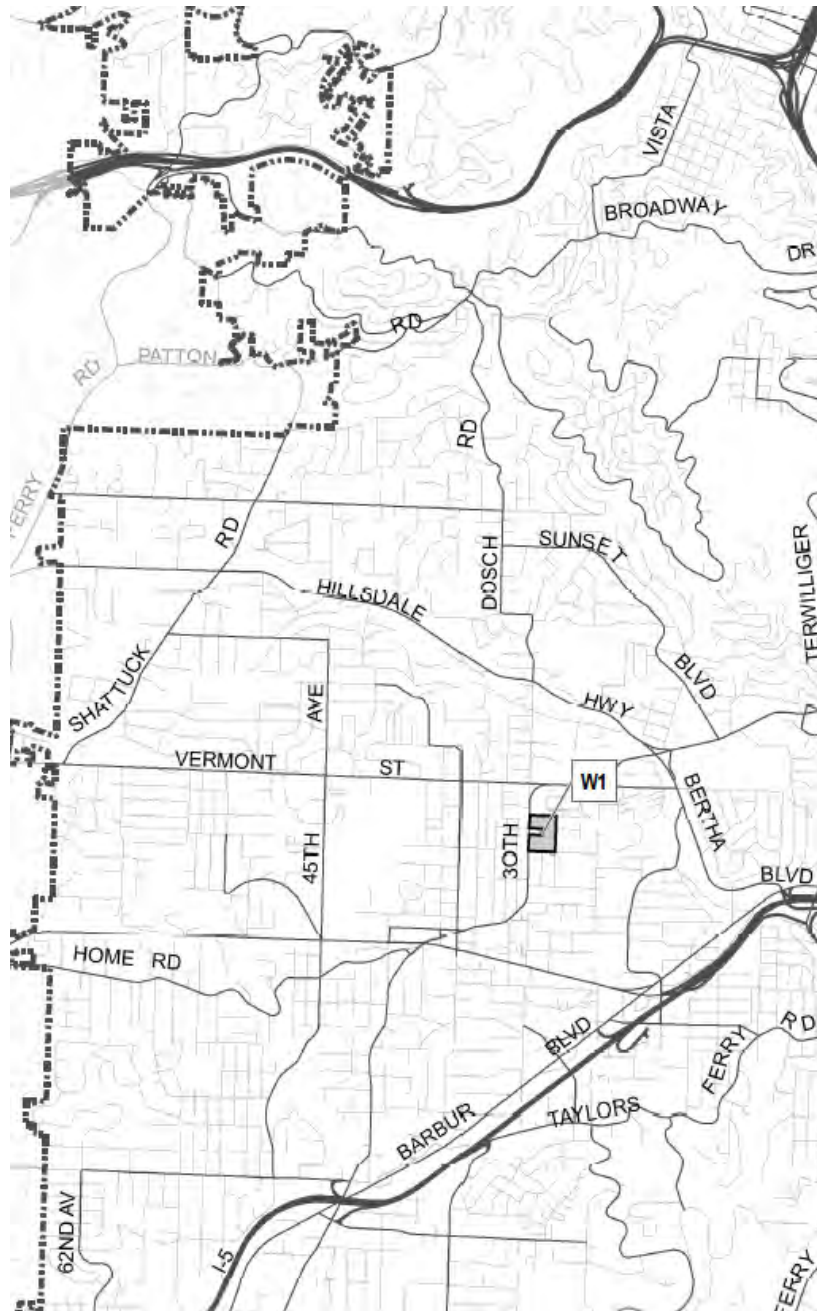 VISTA
BROADWAY
DR
RD
PATTON
RD
RD
FERRY
RD
SUNSET
DOSCH
HILLSDALE
TERWILLIGER
SHATTUCK
BLVD
AVE
HWY
VERMONT
ST
W1
BERTHA
45TH
30TH
BLVD
HOME RD
BLVD
FERRY
RD
BARBUR
TAYLORS
62ND AV
I-5
FERRY